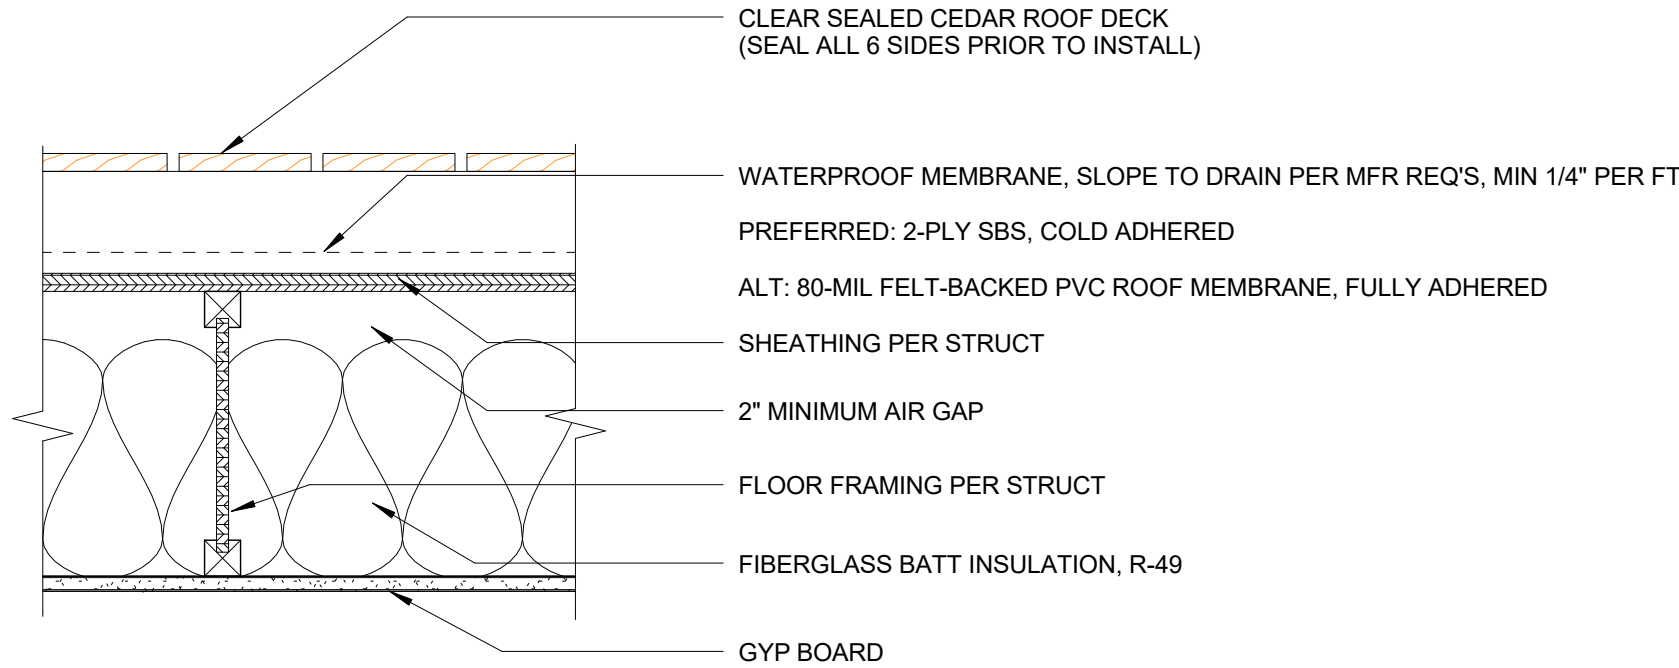 CLEAR SEALED CEDAR ROOF DECK
(SEAL ALL 6 SIDES PRIOR TO INSTALL)
WATERPROOF MEMBRANE, SLOPE TO DRAIN PER MFR REQ'S, MIN 1/4" PER FT
PREFERRED: 2-PLY SBS, COLD ADHERED
ALT: 80-MIL FELT-BACKED PVC ROOF MEMBRANE, FULLY ADHERED
SHEATHING PER STRUCT
2" MINIMUM AIR GAP
FLOOR FRAMING PER STRUCT
FIBERGLASS BATT INSULATION, R-49
GYP BOARD